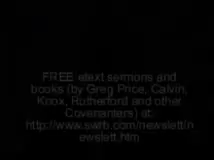 FREE etext sermons and
books (by Greg Price, Calvin,
Knox, Rutherford and other
Covenanters) at:
http://www.swrb.com/newslett/n
ewslett.htm